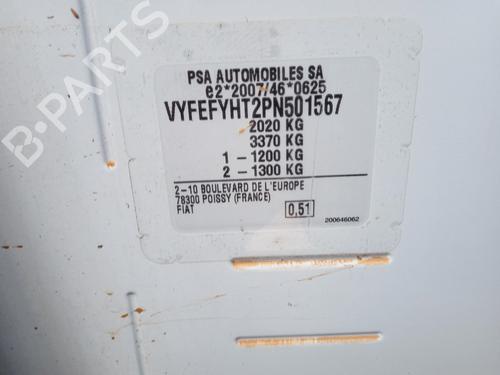 B-PARTS
PSA AUTOMOBILES SA
e2*2007/46*0625
VYFEFYHT2PN501567
2020 KG
3370 KG
1 - 1200 KG
2 - 1300 KG
2-10 BOULEVARD DE L'EUROPE
78300 POISSY (FRANCE)
FIAT
0.51
200646062